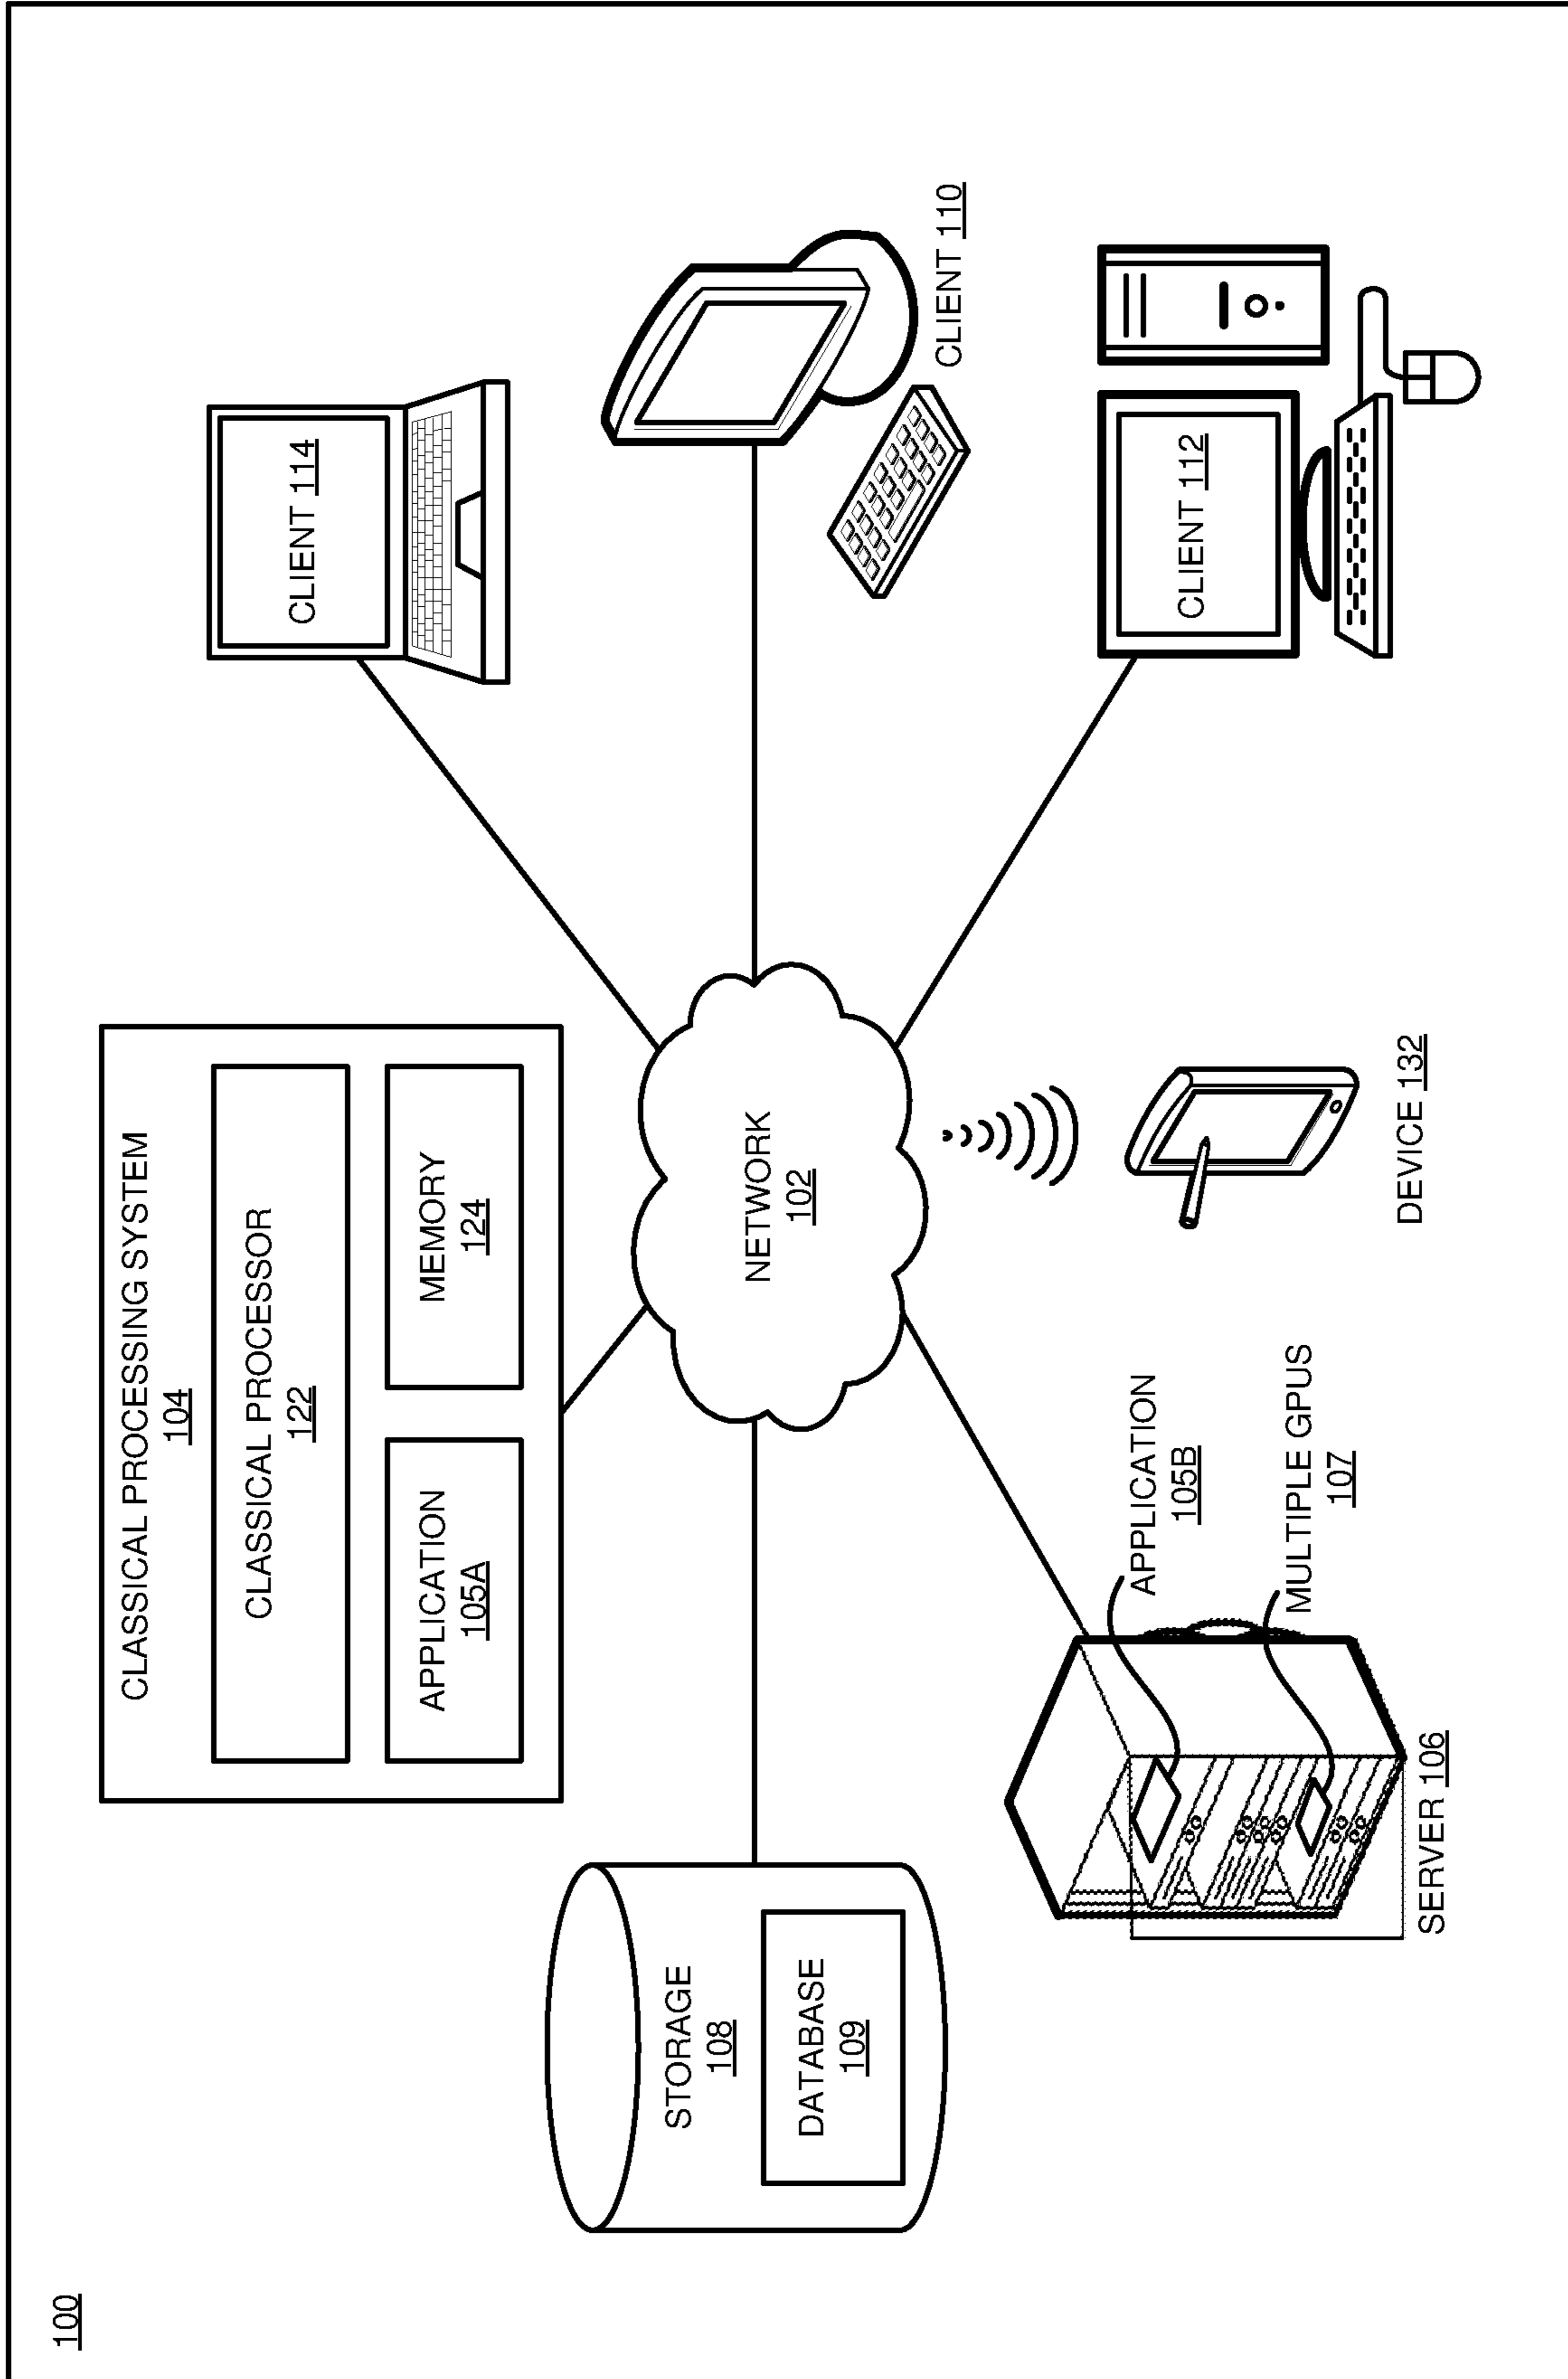 100
CLASSICAL PROCESSING SYSTEM
104
CLASSICAL PROCESSOR
122
APPLICATION
105A
MEMORY
124
CLIENT 114
STORAGE
108
DATABASE
109
NETWORK
102
CLIENT 110
APPLICATION
105B
MULTIPLE GPUS
107
SERVER 106
DEVICE 132
CLIENT 112